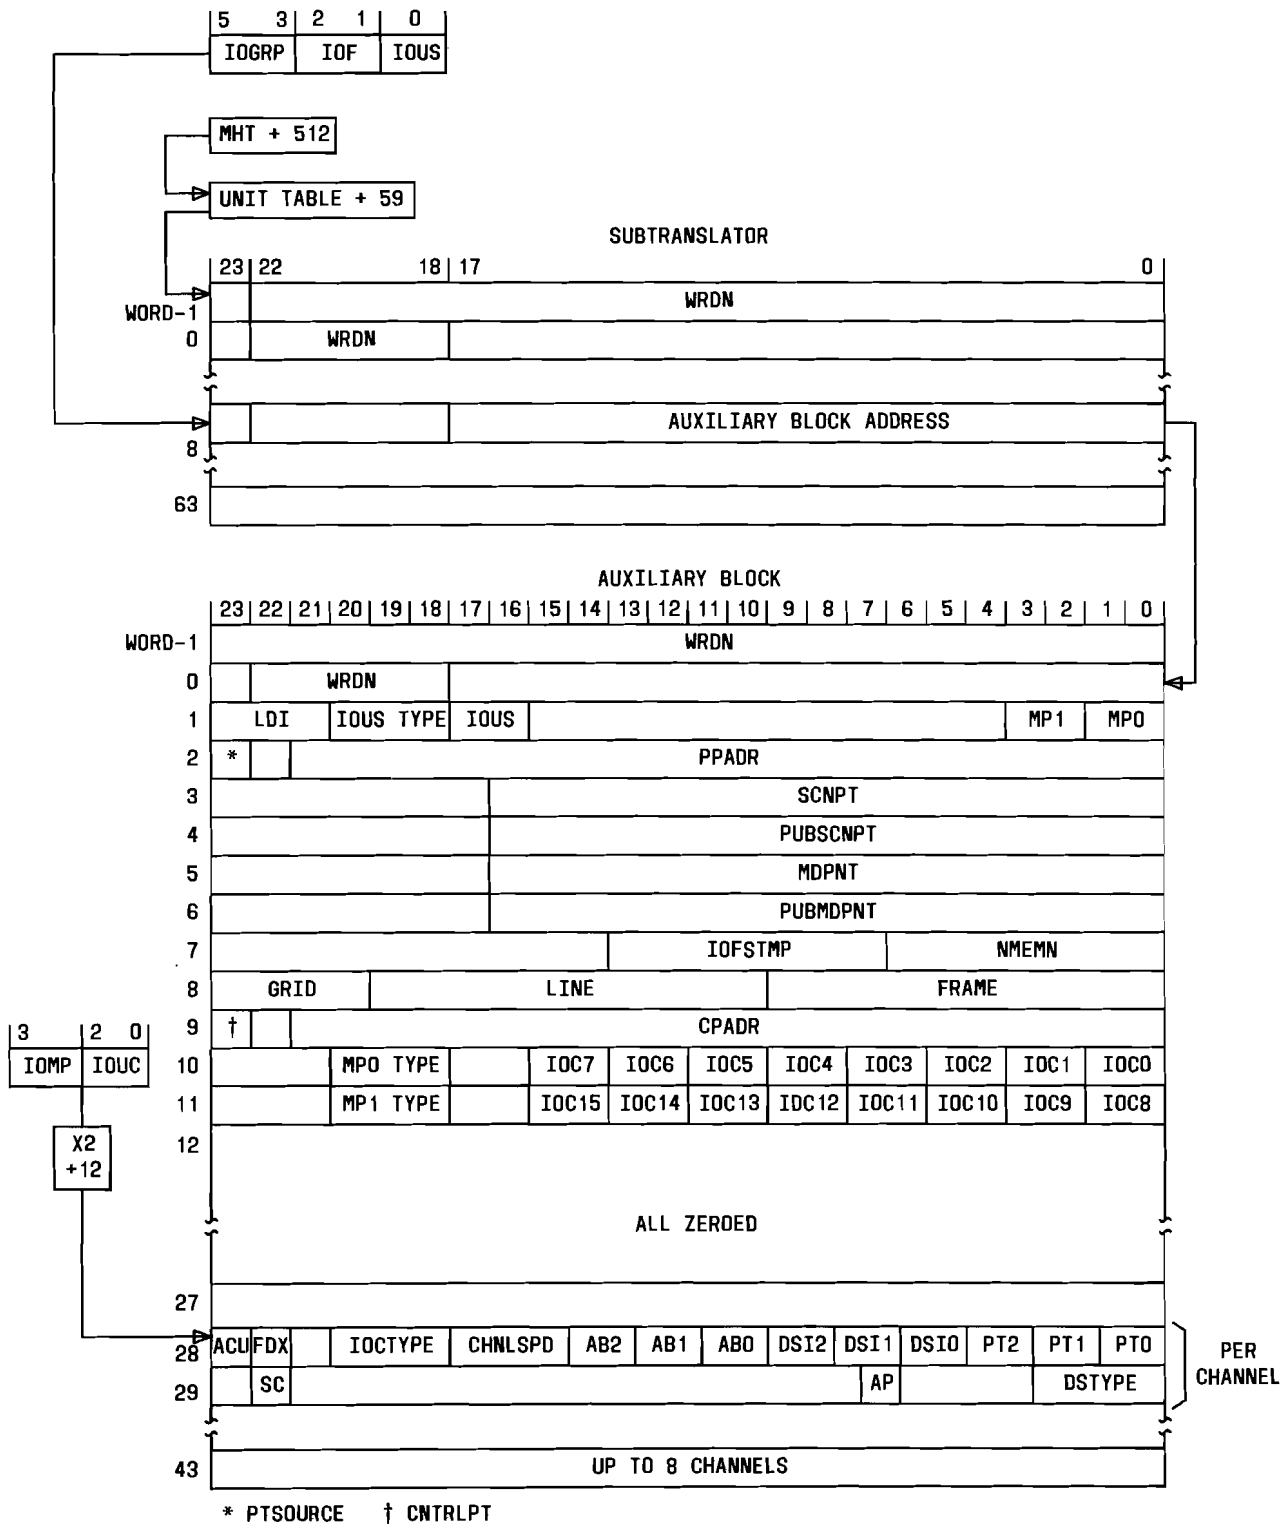 5 3 2 1 0
IOGRP IOF IOUS
MHT + 512
UNIT TABLE + 59
SUBTRANSLATOR
23 22 18 17 0
WORD-1 WRDN
0 WRDN
AUXILIARY BLOCK ADDRESS
8
63
AUXILIARY BLOCK
23 22 21 20 19 18 17 16 15 14 13 12 11 10 9 8 7 6 5 4 3 2 1 0
WORD-1 WRDN
0 WRDN
1 LDI IOUS TYPE IOUS MP1 MP0
2 * PPADR
3 SCNPT
4 PUBSCNPT
5 MDPNT
6 PUBMDPNT
7 IOFSTMP NMEMN
8 GRID LINE FRAME
9 † CPADR
3 2 0
IOMP IOUC
10 MP0 TYPE IOC7 IOC6 IOC5 IOC4 IOC3 IOC2 IOC1 IOC0
11 MP1 TYPE IOC15 IOC14 IOC13 IDC12 IOC11 IOC10 IOC9 IOC8
12
X2
+12
ALL ZEROED
27
28 ACU FDX IOCTYPE CHNLSPD AB2 AB1 AB0 DSI2 DSI1 DSI0 PT2 PT1 PT0
29 SC AP DSTYPE
PER
CHANNEL
43 UP TO 8 CHANNELS
* PTSOURCE † CNTRLPT